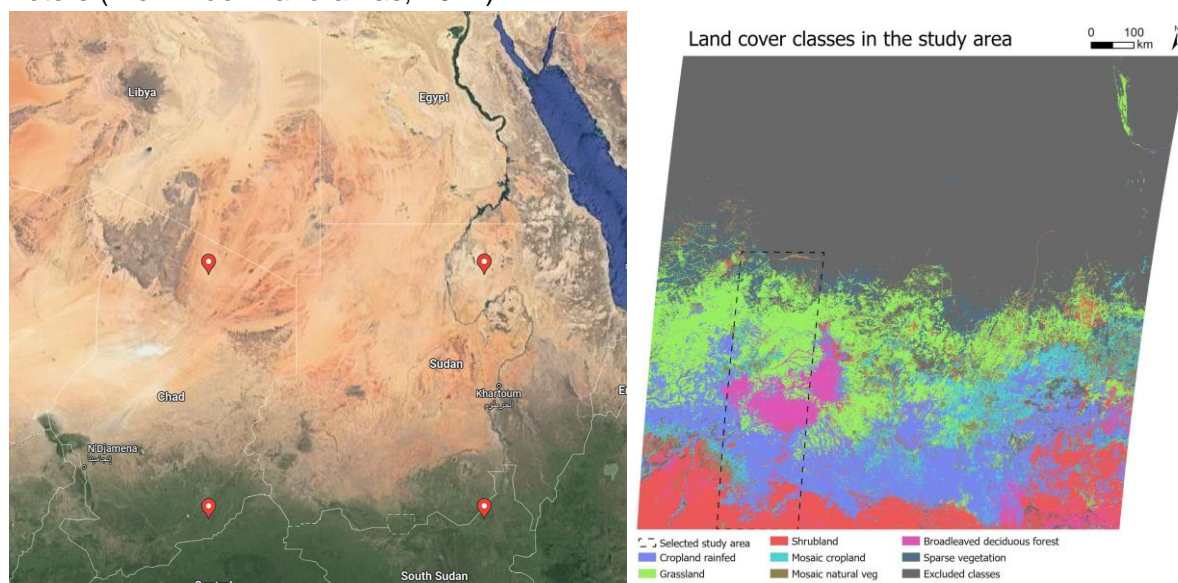 Libya
Egypt
Sudan
Chad
Khartoum
الخرطوم
N'Djamena
إنجامينا
South Sudan
Land cover classes in the study area
0 100
km
N
Selected study area
Cropland rainfed
Grassland
Shrubland
Mosaic cropland
Mosaic natural veg
Broadleaved deciduous forest
Sparse vegetation
Excluded classes